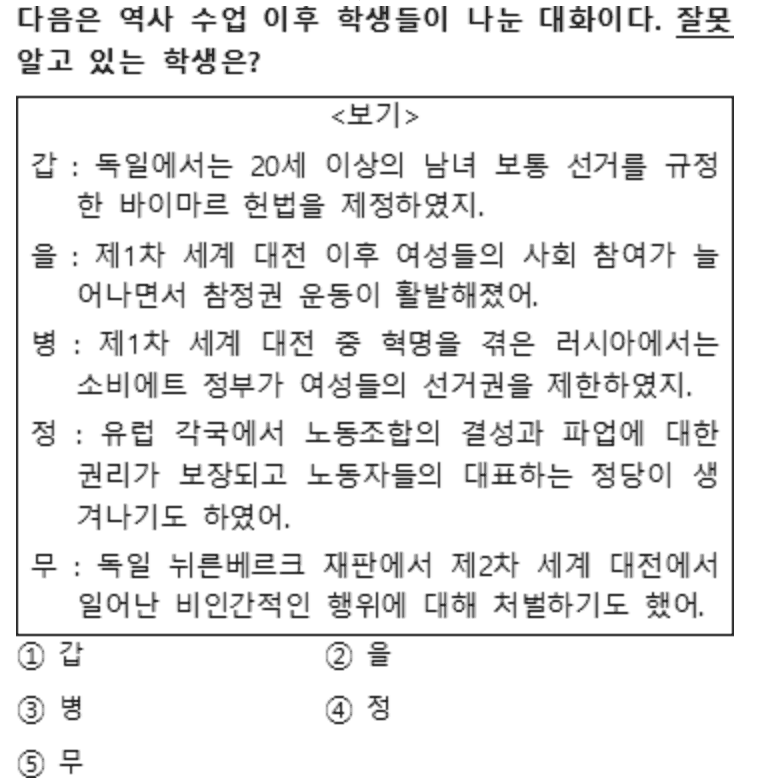 다음은 역사 수업 이후 학생들이 나눈 대화이다. 잘못
알고 있는 학생은?
<보기>
갑 : 독일에서는 20세 이상의 남녀 보통 선거를 규정
한 바이마르 헌법을 제정하였지.
을 : 제1차 세계 대전 이후 여성들의 사회 참여가 늘
어나면서 참정권 운동이 활발해졌어.
병 : 제1차 세계 대전 중 혁명을 겪은 러시아에서는
소비에트 정부가 여성들의 선거권을 제한하였지.
정 : 유럽 각국에서 노동조합의 결성과 파업에 대한
권리가 보장되고 노동자들의 대표하는 정당이 생
겨나기도 하였어.
무 : 독일 뉘른베르크 재판에서 제2차 세계 대전에서
일어난 비인간적인 행위에 대해 처벌하기도 했어.
① 갑 ② 을
③ 병 ④ 정
⑤ 무